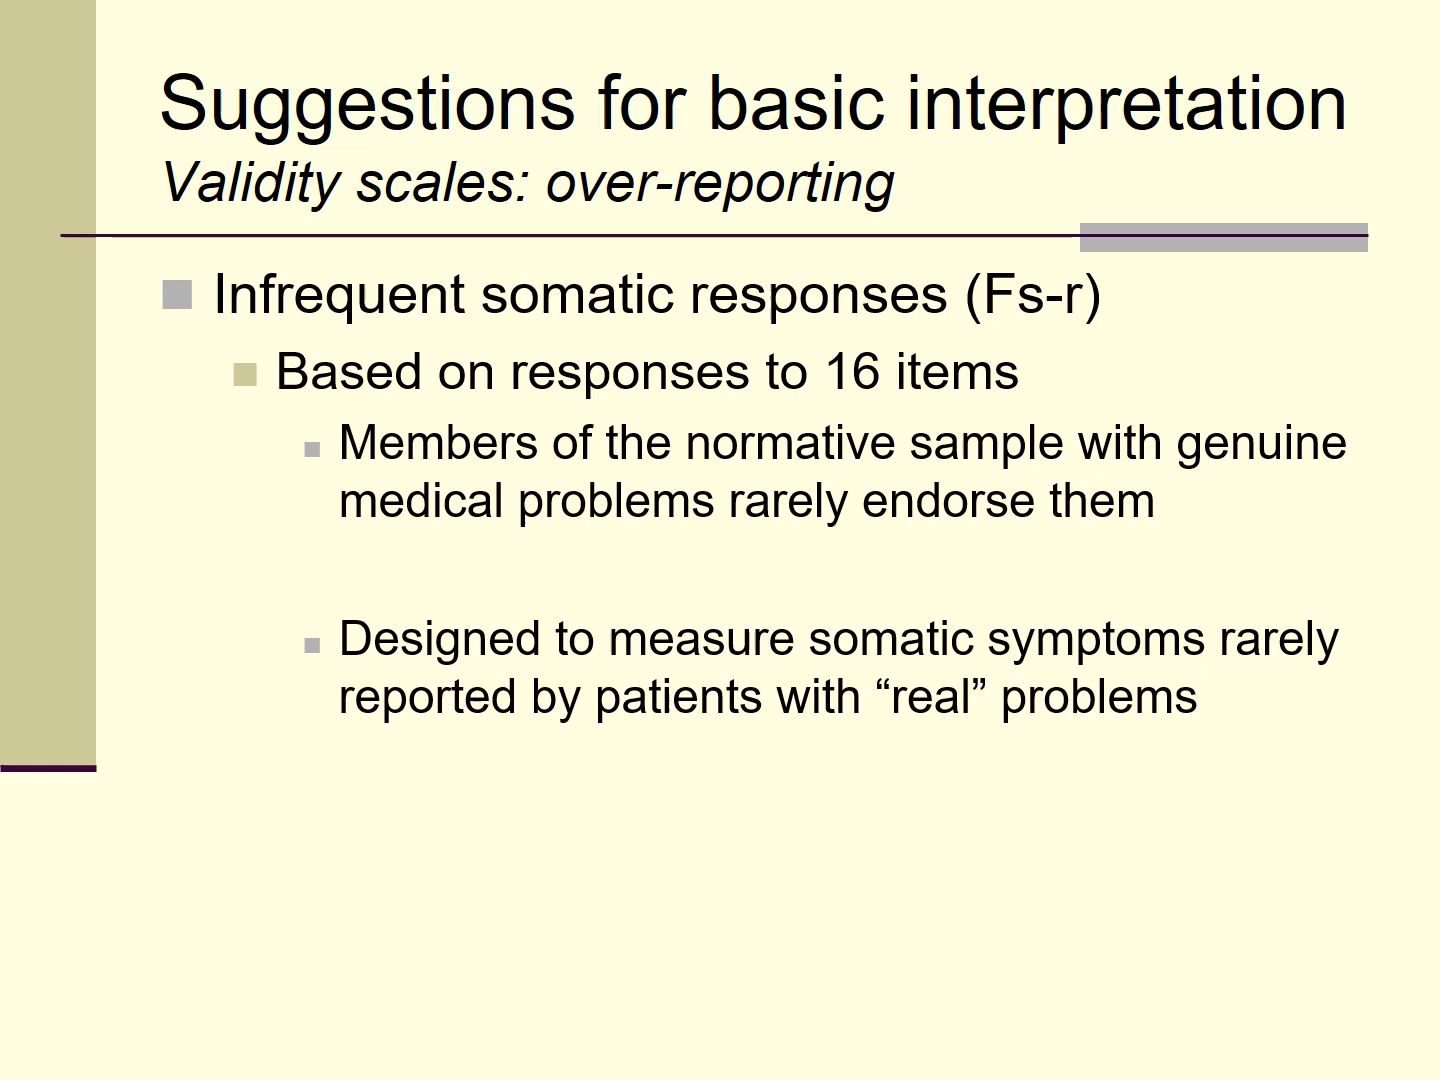 Suggestions for basic interpretation
Validity scales: over-reporting
Infrequent somatic responses (Fs-r)
Based on responses to 16 items
Members of the normative sample with genuine
medical problems rarely endorse them
Designed to measure somatic symptoms rarely
reported by patients with “real” problems